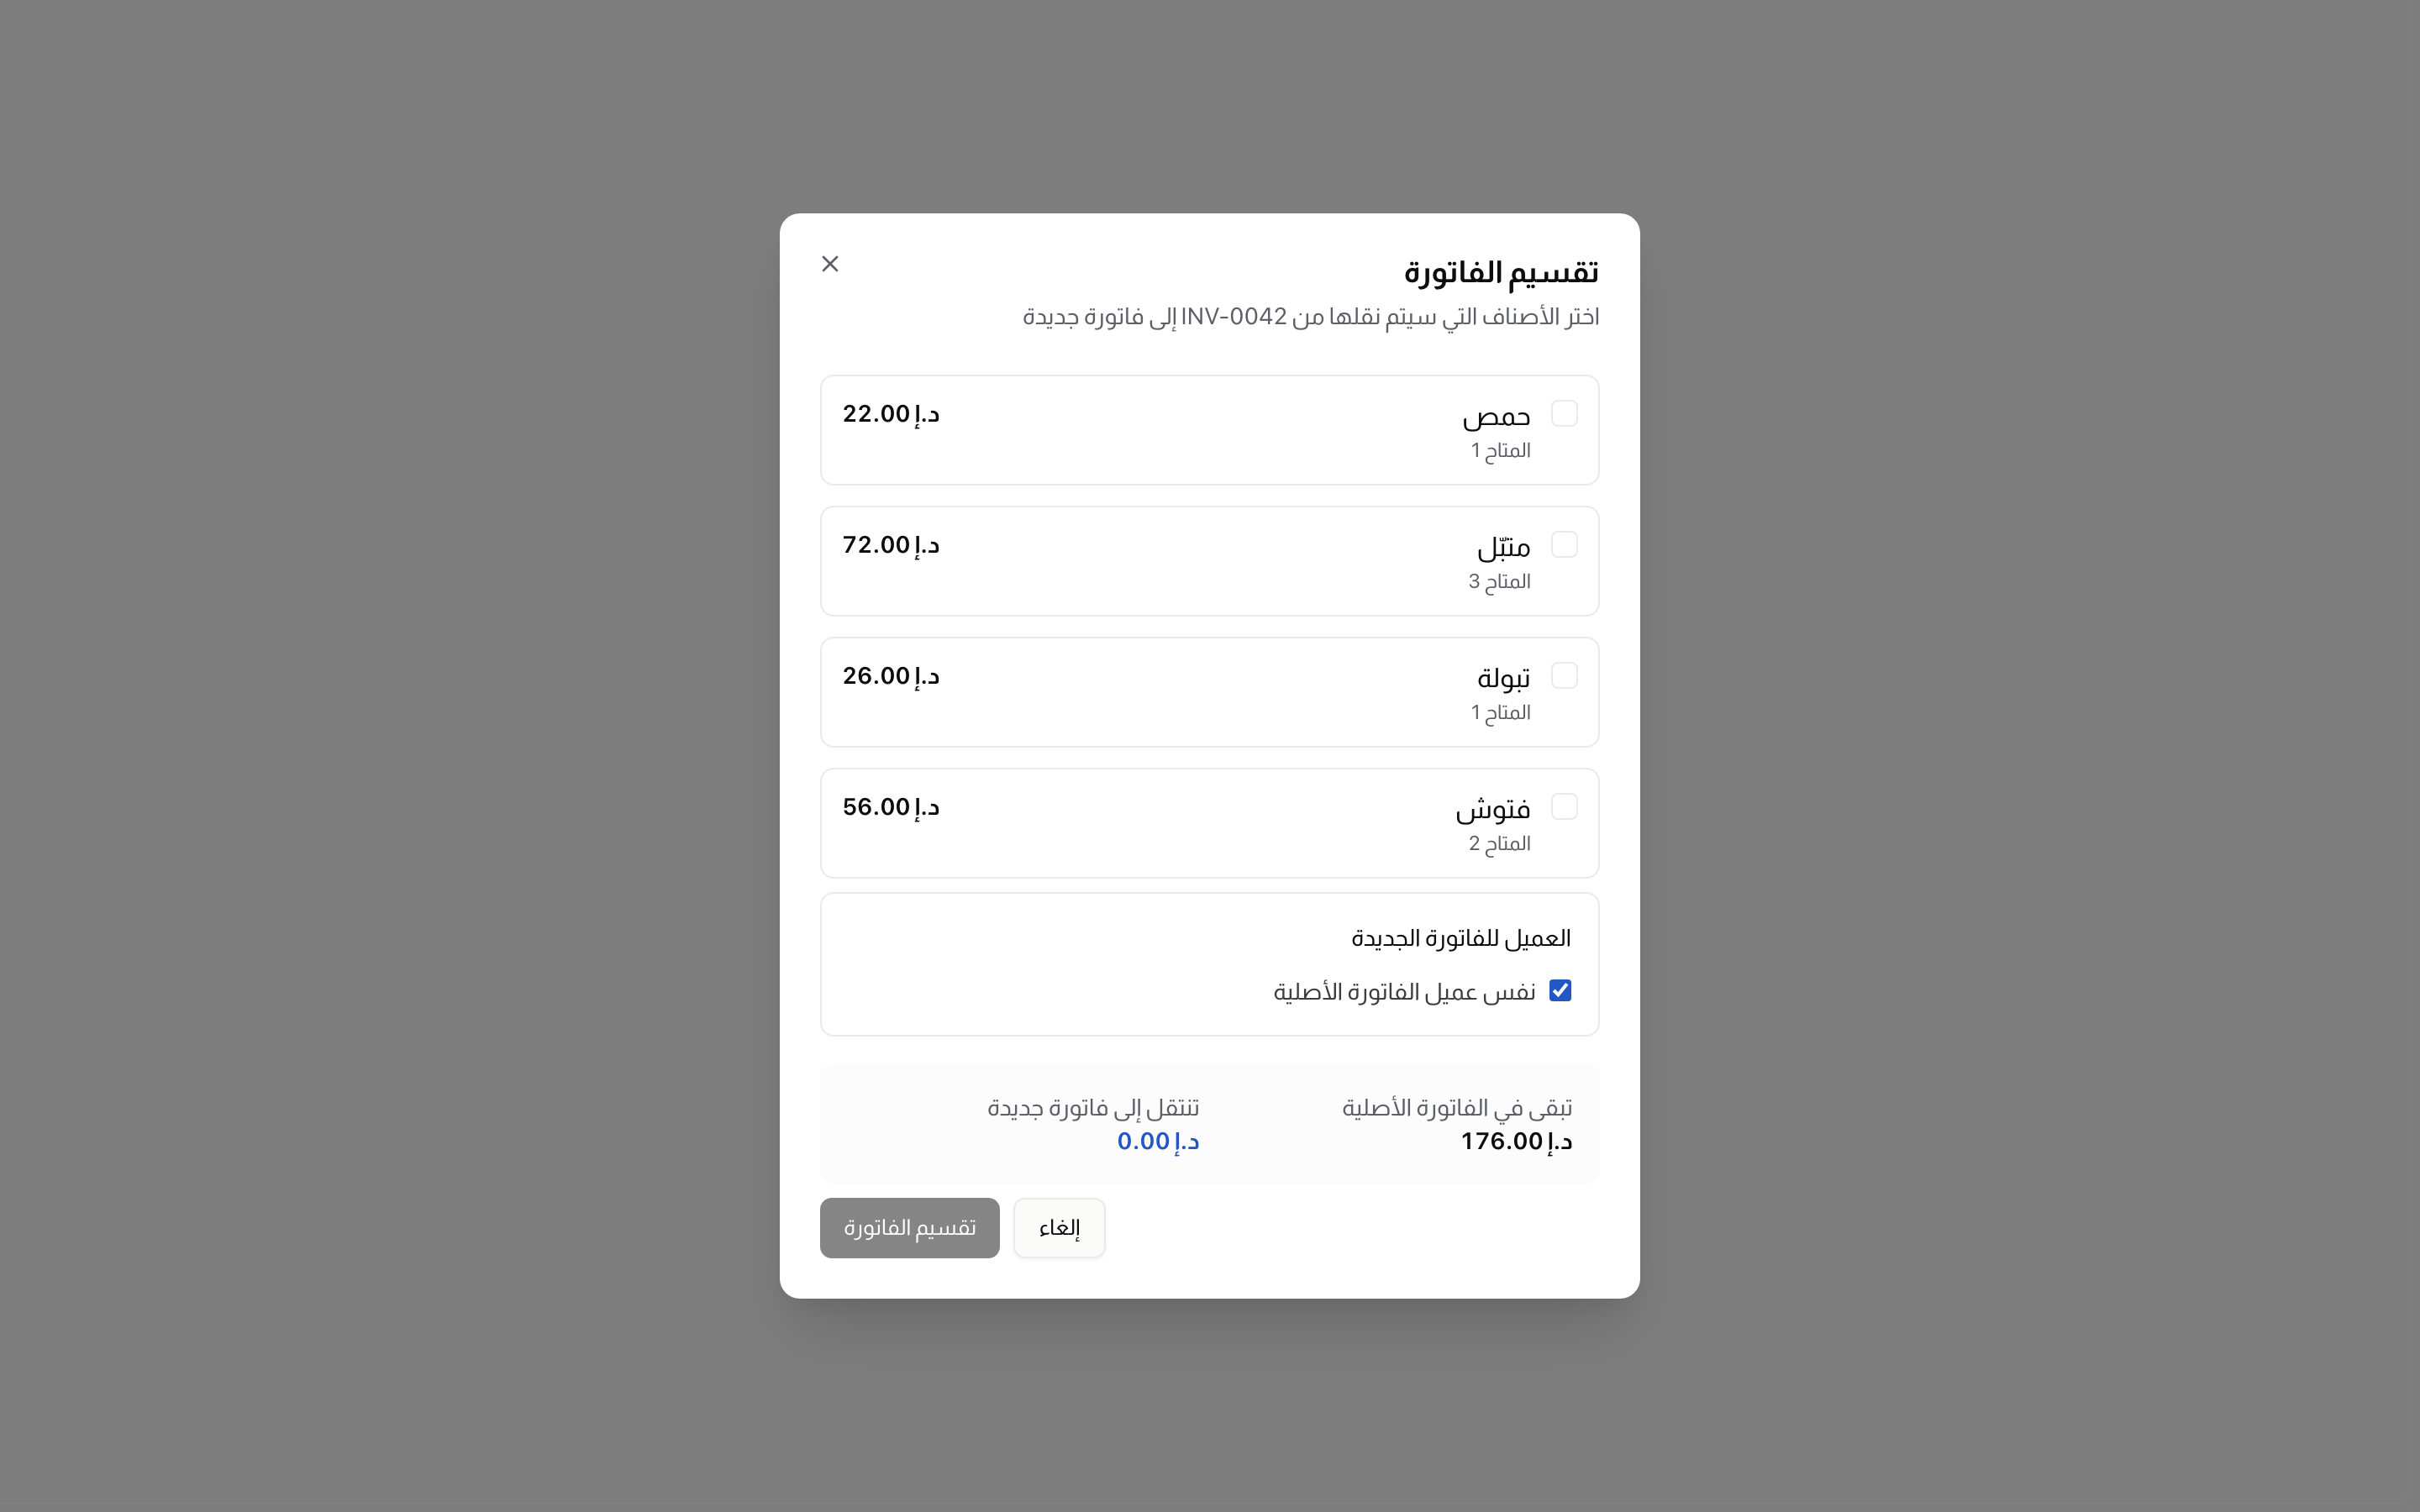 تقسيم الفاتورة
اختر الأصناف التي سيتم نقلها من INV-0042 إلى فاتورة جديدة
حمص
د.إ 22.00
المتاح 1
متبّل
د.إ 72.00
المتاح 3
تبولة
د.إ 26.00
المتاح 1
فتوش
د.إ 56.00
المتاح 2
العميل للفاتورة الجديدة
نفس عميل الفاتورة الأصلية
تبقى في الفاتورة الأصلية
د.إ 176.00
تنتقل إلى فاتورة جديدة
د.إ 0.00
إلغاء
تقسيم الفاتورة